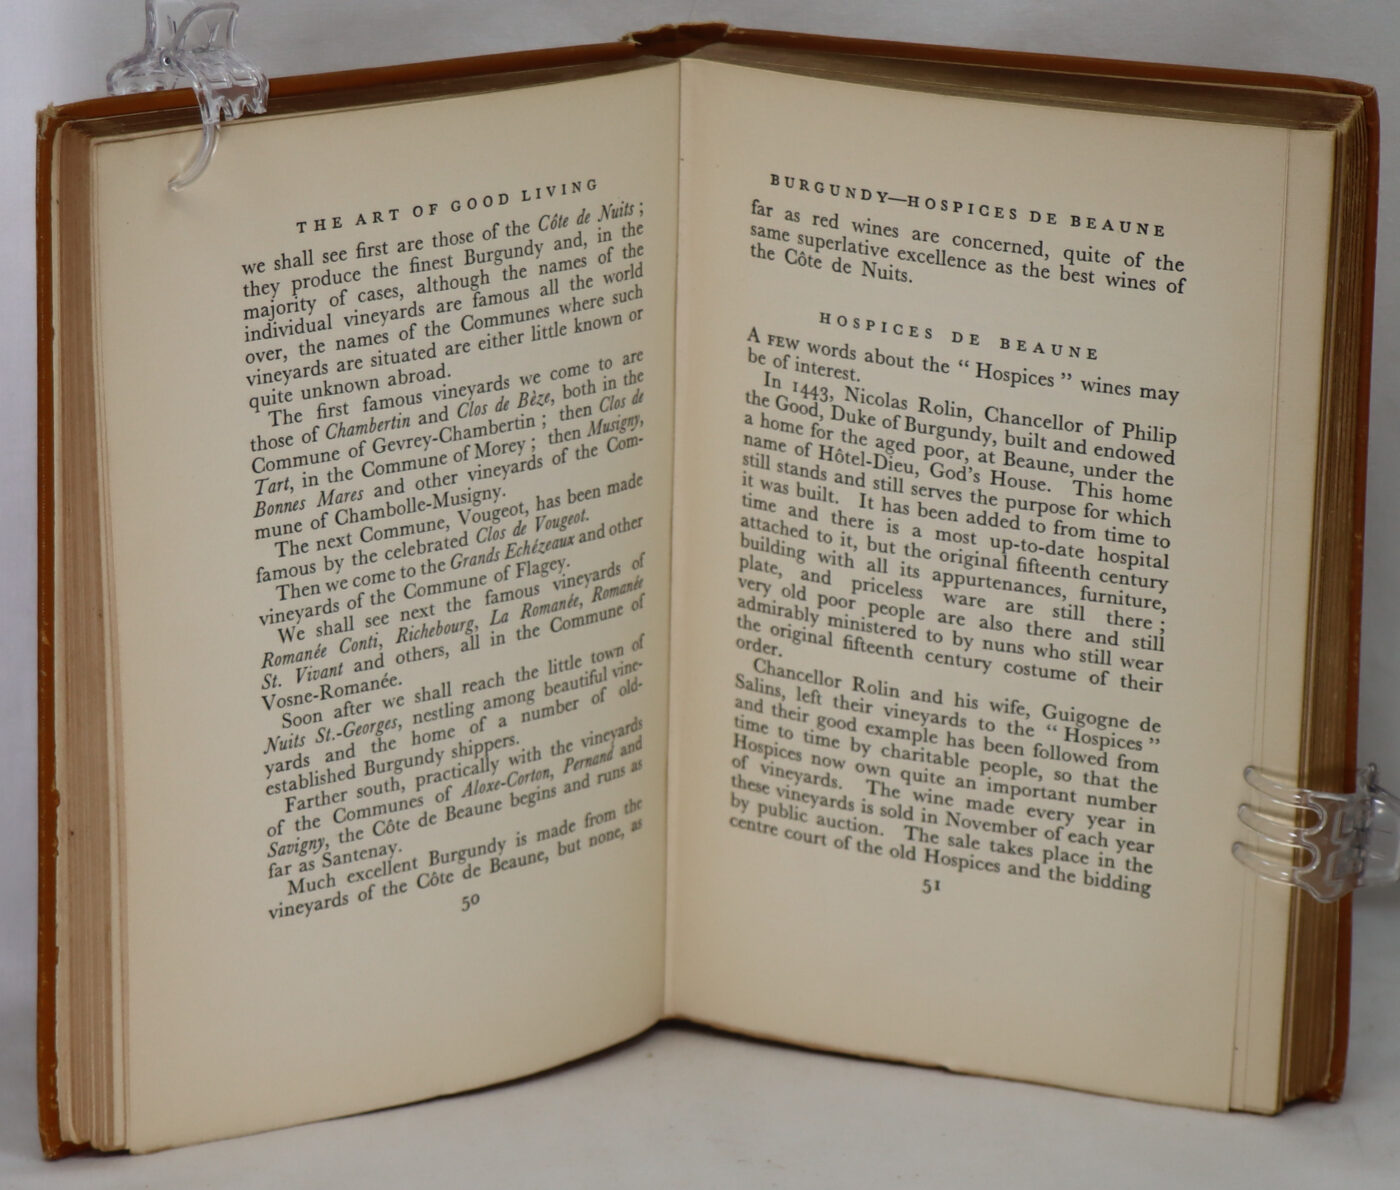 THE ART OF GOOD LIVING
we shall see first are those of the Côte de Nuits ;
they produce the finest Burgundy and, in the
majority of cases, although the names of the
individual vineyards are famous all the world
over, the names of the Communes where such
vineyards are situated are either little known or
quite unknown abroad.
The first famous vineyards we come to are
those of Chambertin and Clos de Bèze, both in the
Commune of Gevrey-Chambertin ; then Clos de
Tart, in the Commune of Morey ; then Musigny,
Bonnes Mares and other vineyards of the Com-
mune of Chambolle-Musigny.
The next Commune, Vougeot, has been made
famous by the celebrated Clos de Vougeot.
Then we come to the Grands Echézeaux and other
vineyards of the Commune of Flagey.
We shall see next the famous vineyards of
Romanée Conti, Richebourg, La Romanée, Romanée
St. Vivant and others, all in the Commune of
Vosne-Romanée.
Soon after we shall reach the little town of
Nuits St.-Georges, nestling among beautiful vine-
yards and the home of a number of old-
established Burgundy shippers.
Farther south, practically with the vineyards
of the Communes of Aloxe-Corton, Pernand and
Savigny, the Côte de Beaune begins and runs as
far as Santenay.
Much excellent Burgundy is made from the
vineyards of the Côte de Beaune, but none, as
50
BURGUNDY—HOSPICES DE BEAUNE
far as red wines are concerned, quite of the
same superlative excellence as the best wines of
the Côte de Nuits.
HOSPICES DE BEAUNE
A FEW words about the " Hospices " wines may
be of interest.
In 1443, Nicolas Rolin, Chancellor of Philip
the Good, Duke of Burgundy, built and endowed
a home for the aged poor, at Beaune, under the
name of Hôtel-Dieu, God's House. This home
still stands and still serves the purpose for which
it was built. It has been added to from time to
time and there is a most up-to-date hospital
attached to it, but the original fifteenth century
building with all its appurtenances, furniture,
plate, and priceless ware are still there ;
very old poor people are also there and still
admirably ministered to by nuns who still wear
the original fifteenth century costume of their
order.
Chancellor Rolin and his wife, Guigogne de
Salins, left their vineyards to the " Hospices "
and their good example has been followed from
time to time by charitable people, so that the
Hospices now own quite an important number
of vineyards. The wine made every year in
these vineyards is sold in November of each year
by public auction. The sale takes place in the
centre court of the old Hospices and the bidding
51